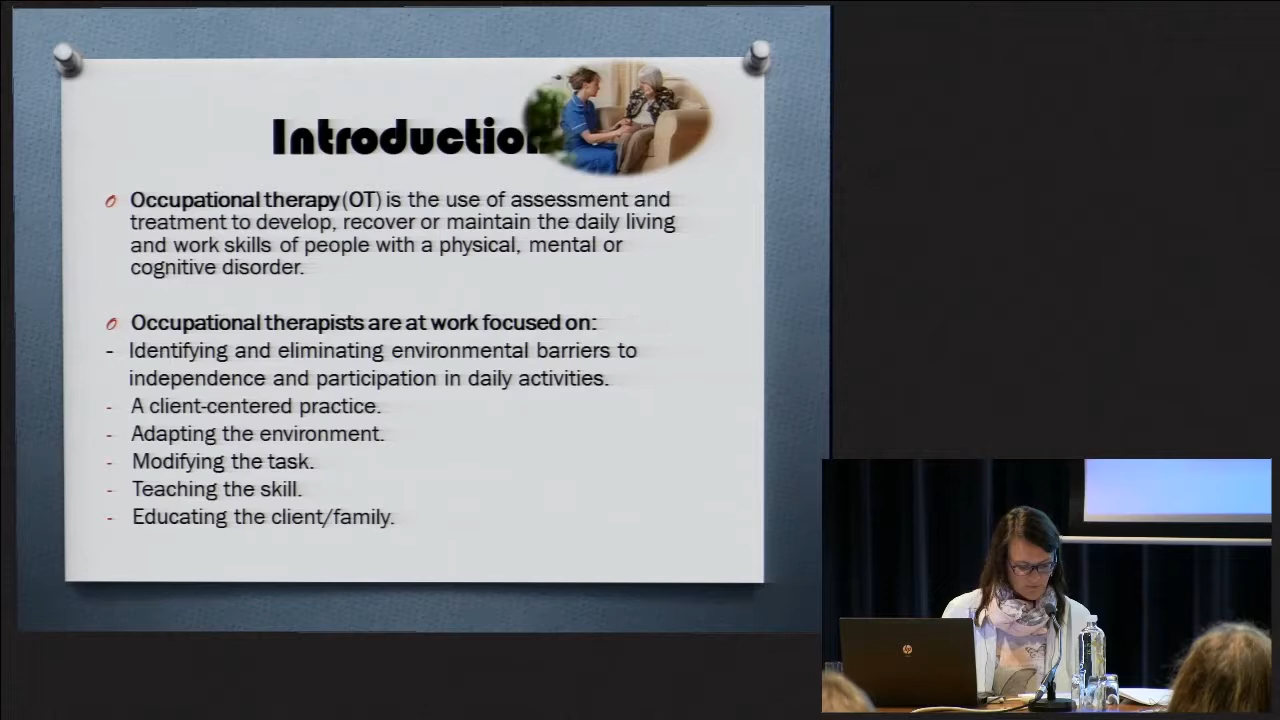 Introduction
Occupational therapy (OT) is the use of assessment and
treatment to develop, recover or maintain the daily living
and work skills of people with a physical, mental or
cognitive disorder.
Occupational therapists are at work focused on:
- Identifying and eliminating environmental barriers to
independence and participation in daily activities.
- A client-centered practice.
- Adapting the environment.
- Modifying the task.
- Teaching the skill.
- Educating the client/family.
hp